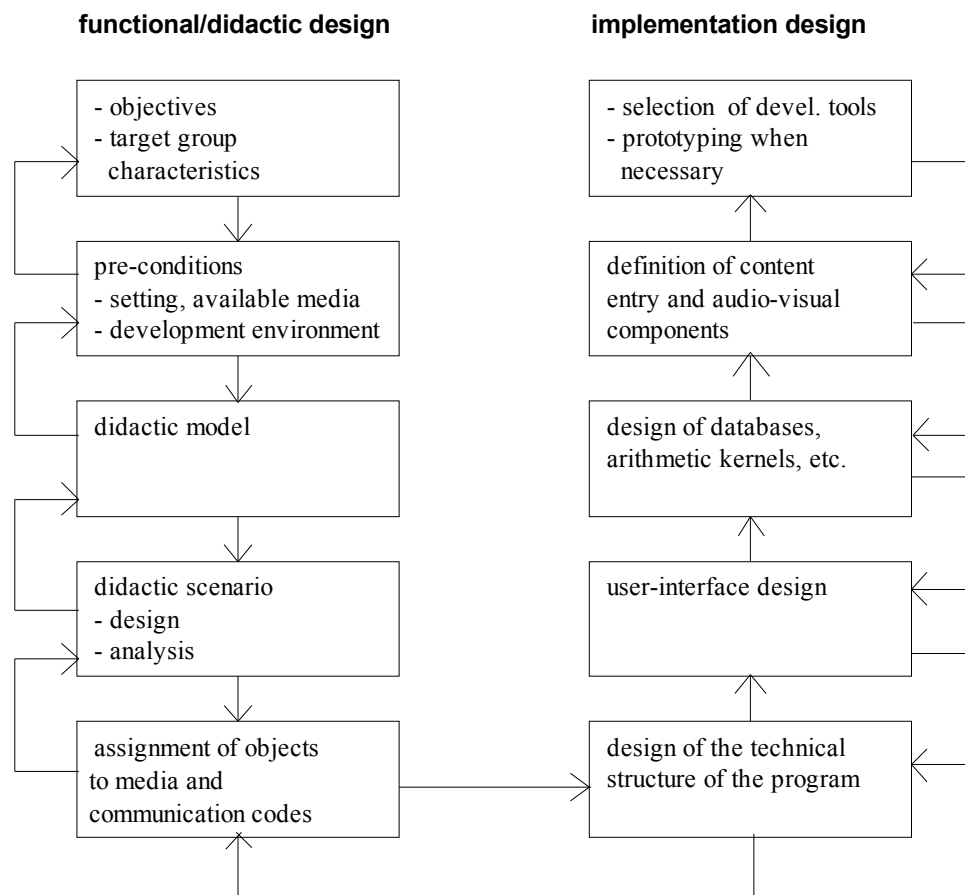 functional/didactic design
- objectives
- target group
characteristics
pre-conditions
- setting, available media
- development environment
didactic model
didactic scenario
- design
- analysis
assignment of objects
to media and
communication codes
implementation design
- selection of devel. tools
- prototyping when
necessary
definition of content
entry and audio-visual
components
design of databases,
arithmetic kernels, etc.
user-interface design
design of the technical
structure of the program